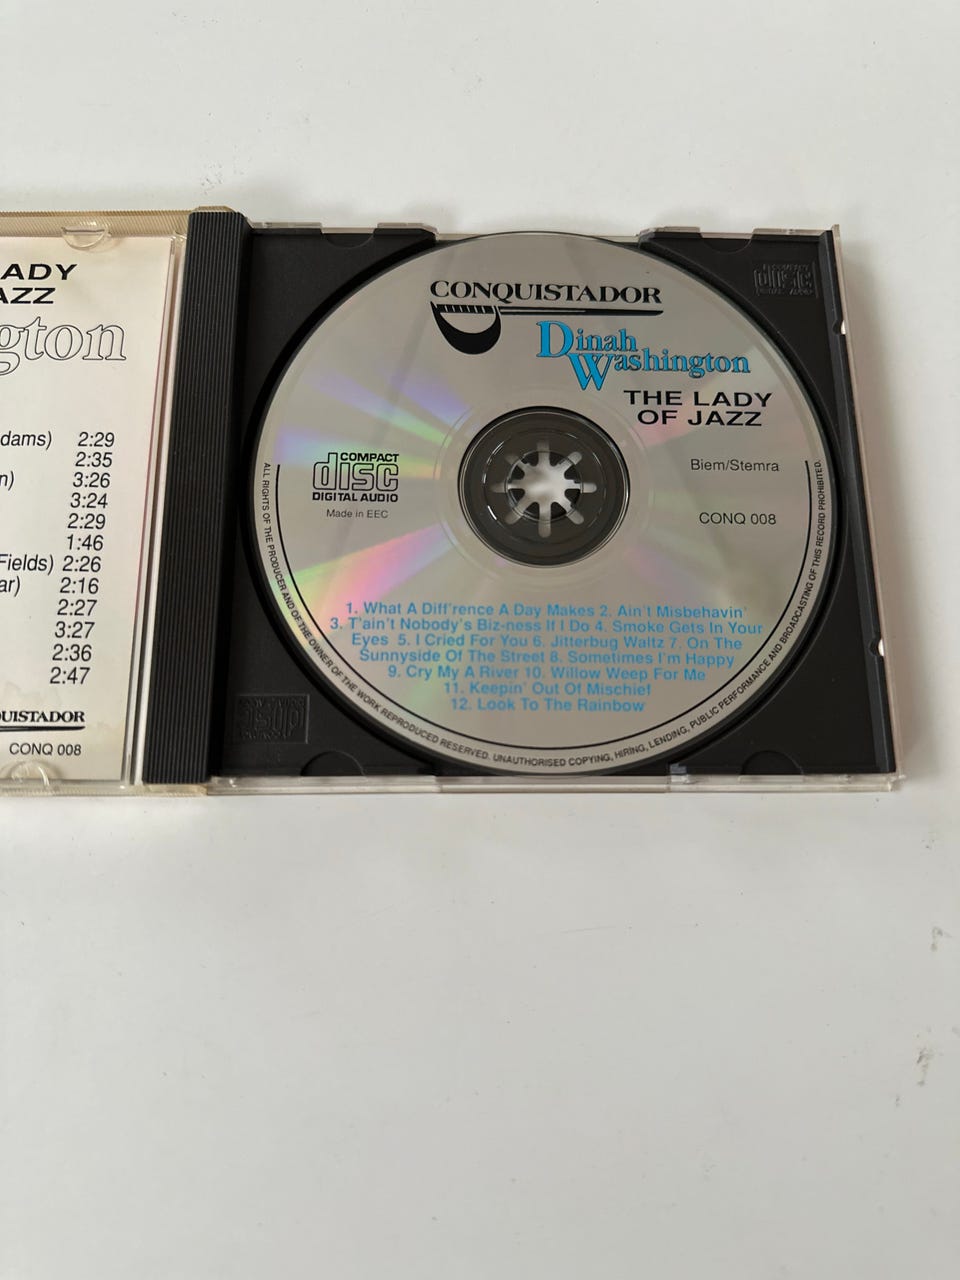 ADY
AZZ
gton
dams) 2:29
2:35
n) 3:26
3:24
2:29
1:46
Fields) 2:26
ar) 2:16
2:27
3:27
2:36
2:47
UISTADOR
CONQ 008
CONQUISTADOR
Dinah
Washington
THE LADY
OF JAZZ
COMPACT
disc
DIGITAL AUDIO
Made in EEC
Biem/Stemra
CONQ 008
1. What A Diff'rence A Day Makes 2. Ain't Misbehavin'
3. T'ain't Nobody's Biz-ness If I Do 4. Smoke Gets In Your
Eyes 5. I Cried For You 6. Jitterbug Waltz 7. On The
Sunnyside Of The Street 8. Sometimes I'm Happy
9. Cry My A River 10. Willow Weep For Me
11. Keepin' Out Of Mischief
12. Look To The Rainbow
ALL RIGHTS OF THE PRODUCER AND OF THE OWNER OF THE WORK REPRODUCED RESERVED. UNAUTHORISED COPYING, HIRING, LENDING, PUBLIC PERFORMANCE AND BROADCASTING OF THIS RECORD PROHIBITED.
COMPACT
disc
DIGITAL AUDIO